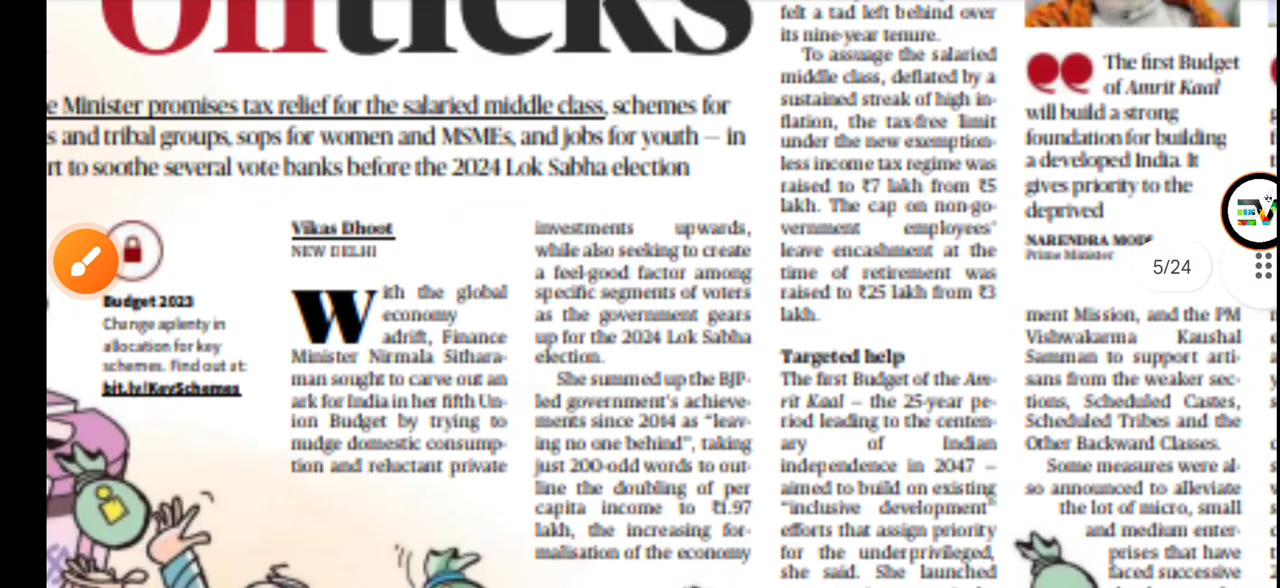 onticks
e Minister promises tax relief for the salaried middle class, schemes for
s and tribal groups, sops for women and MSMEs, and jobs for youth — in
rt to soothe several vote banks before the 2024 Lok Sabha election
Budget 2023
Change aplenty in
allocation for key
schemes. Find out at:
bit.ly/KeySchemes
Vikas Dhoot
NEW DELHI
With the global
economy
adrift, Finance
Minister Nirmala Sithara-
man sought to carve out an
ark for India in her fifth Un-
ion Budget by trying to
nudge domestic consump-
tion and reluctant private
investments upwards,
while also seeking to create
a feel-good factor among
specific segments of voters
as the government gears
up for the 2024 Lok Sabha
election.
She summed up the BJP-
led government's achieve-
ments since 2014 as "leav-
ing no one behind", taking
just 200-odd words to out-
line the doubling of per
capita income to ₹1.97
lakh, the increasing for-
malisation of the economy
felt a tad left behind over
its nine-year tenure.
To assuage the salaried
middle class, deflated by a
sustained streak of high in-
flation, the tax-free limit
under the new exemption-
less income tax regime was
raised to ₹7 lakh from ₹5
lakh. The cap on non-go-
vernment employees'
leave encashment at the
time of retirement was
raised to ₹25 lakh from ₹3
lakh.
Targeted help
The first Budget of the Am-
rit Kaal — the 25-year pe-
riod leading to the centen-
ary of Indian
independence in 2047 —
aimed to build on existing
"inclusive development"
efforts that assign priority
for the underprivileged,
she said. She launched
The first Budget
of Amrit Kaal
will build a strong
foundation for building
a developed India. It
gives priority to the
deprived
NARENDRA MODI
Prime Minister
5/24
ment Mission, and the PM
Vishwakarma Kaushal
Samman to support arti-
sans from the weaker sec-
tions, Scheduled Castes,
Scheduled Tribes and the
Other Backward Classes.
Some measures were al-
so announced to alleviate
the lot of micro, small
and medium enter-
prises that have
faced successive